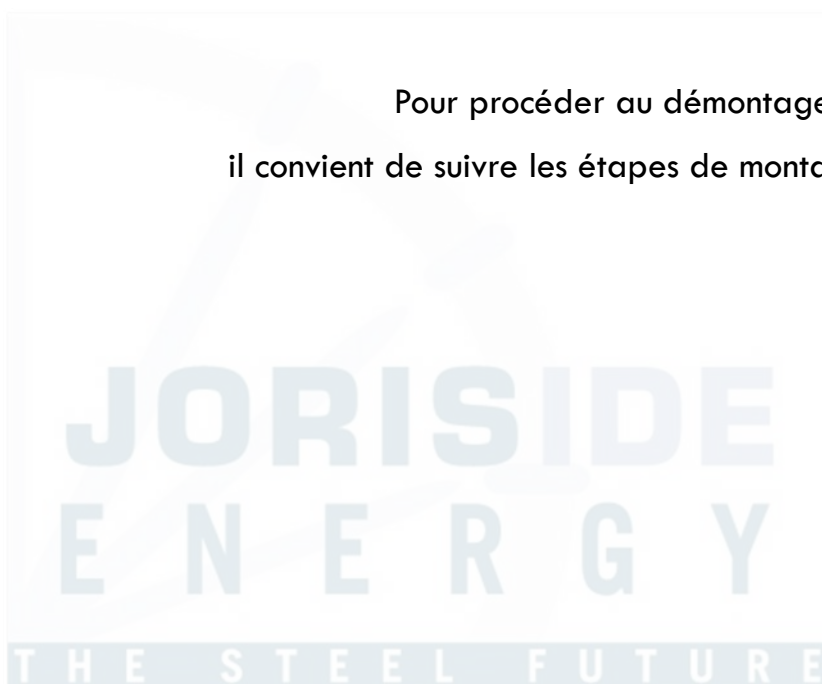 Pour procéder au démontage
il convient de suivre les étapes de monta
JORISIDE
ENERGY
THE STEEL FUTURE